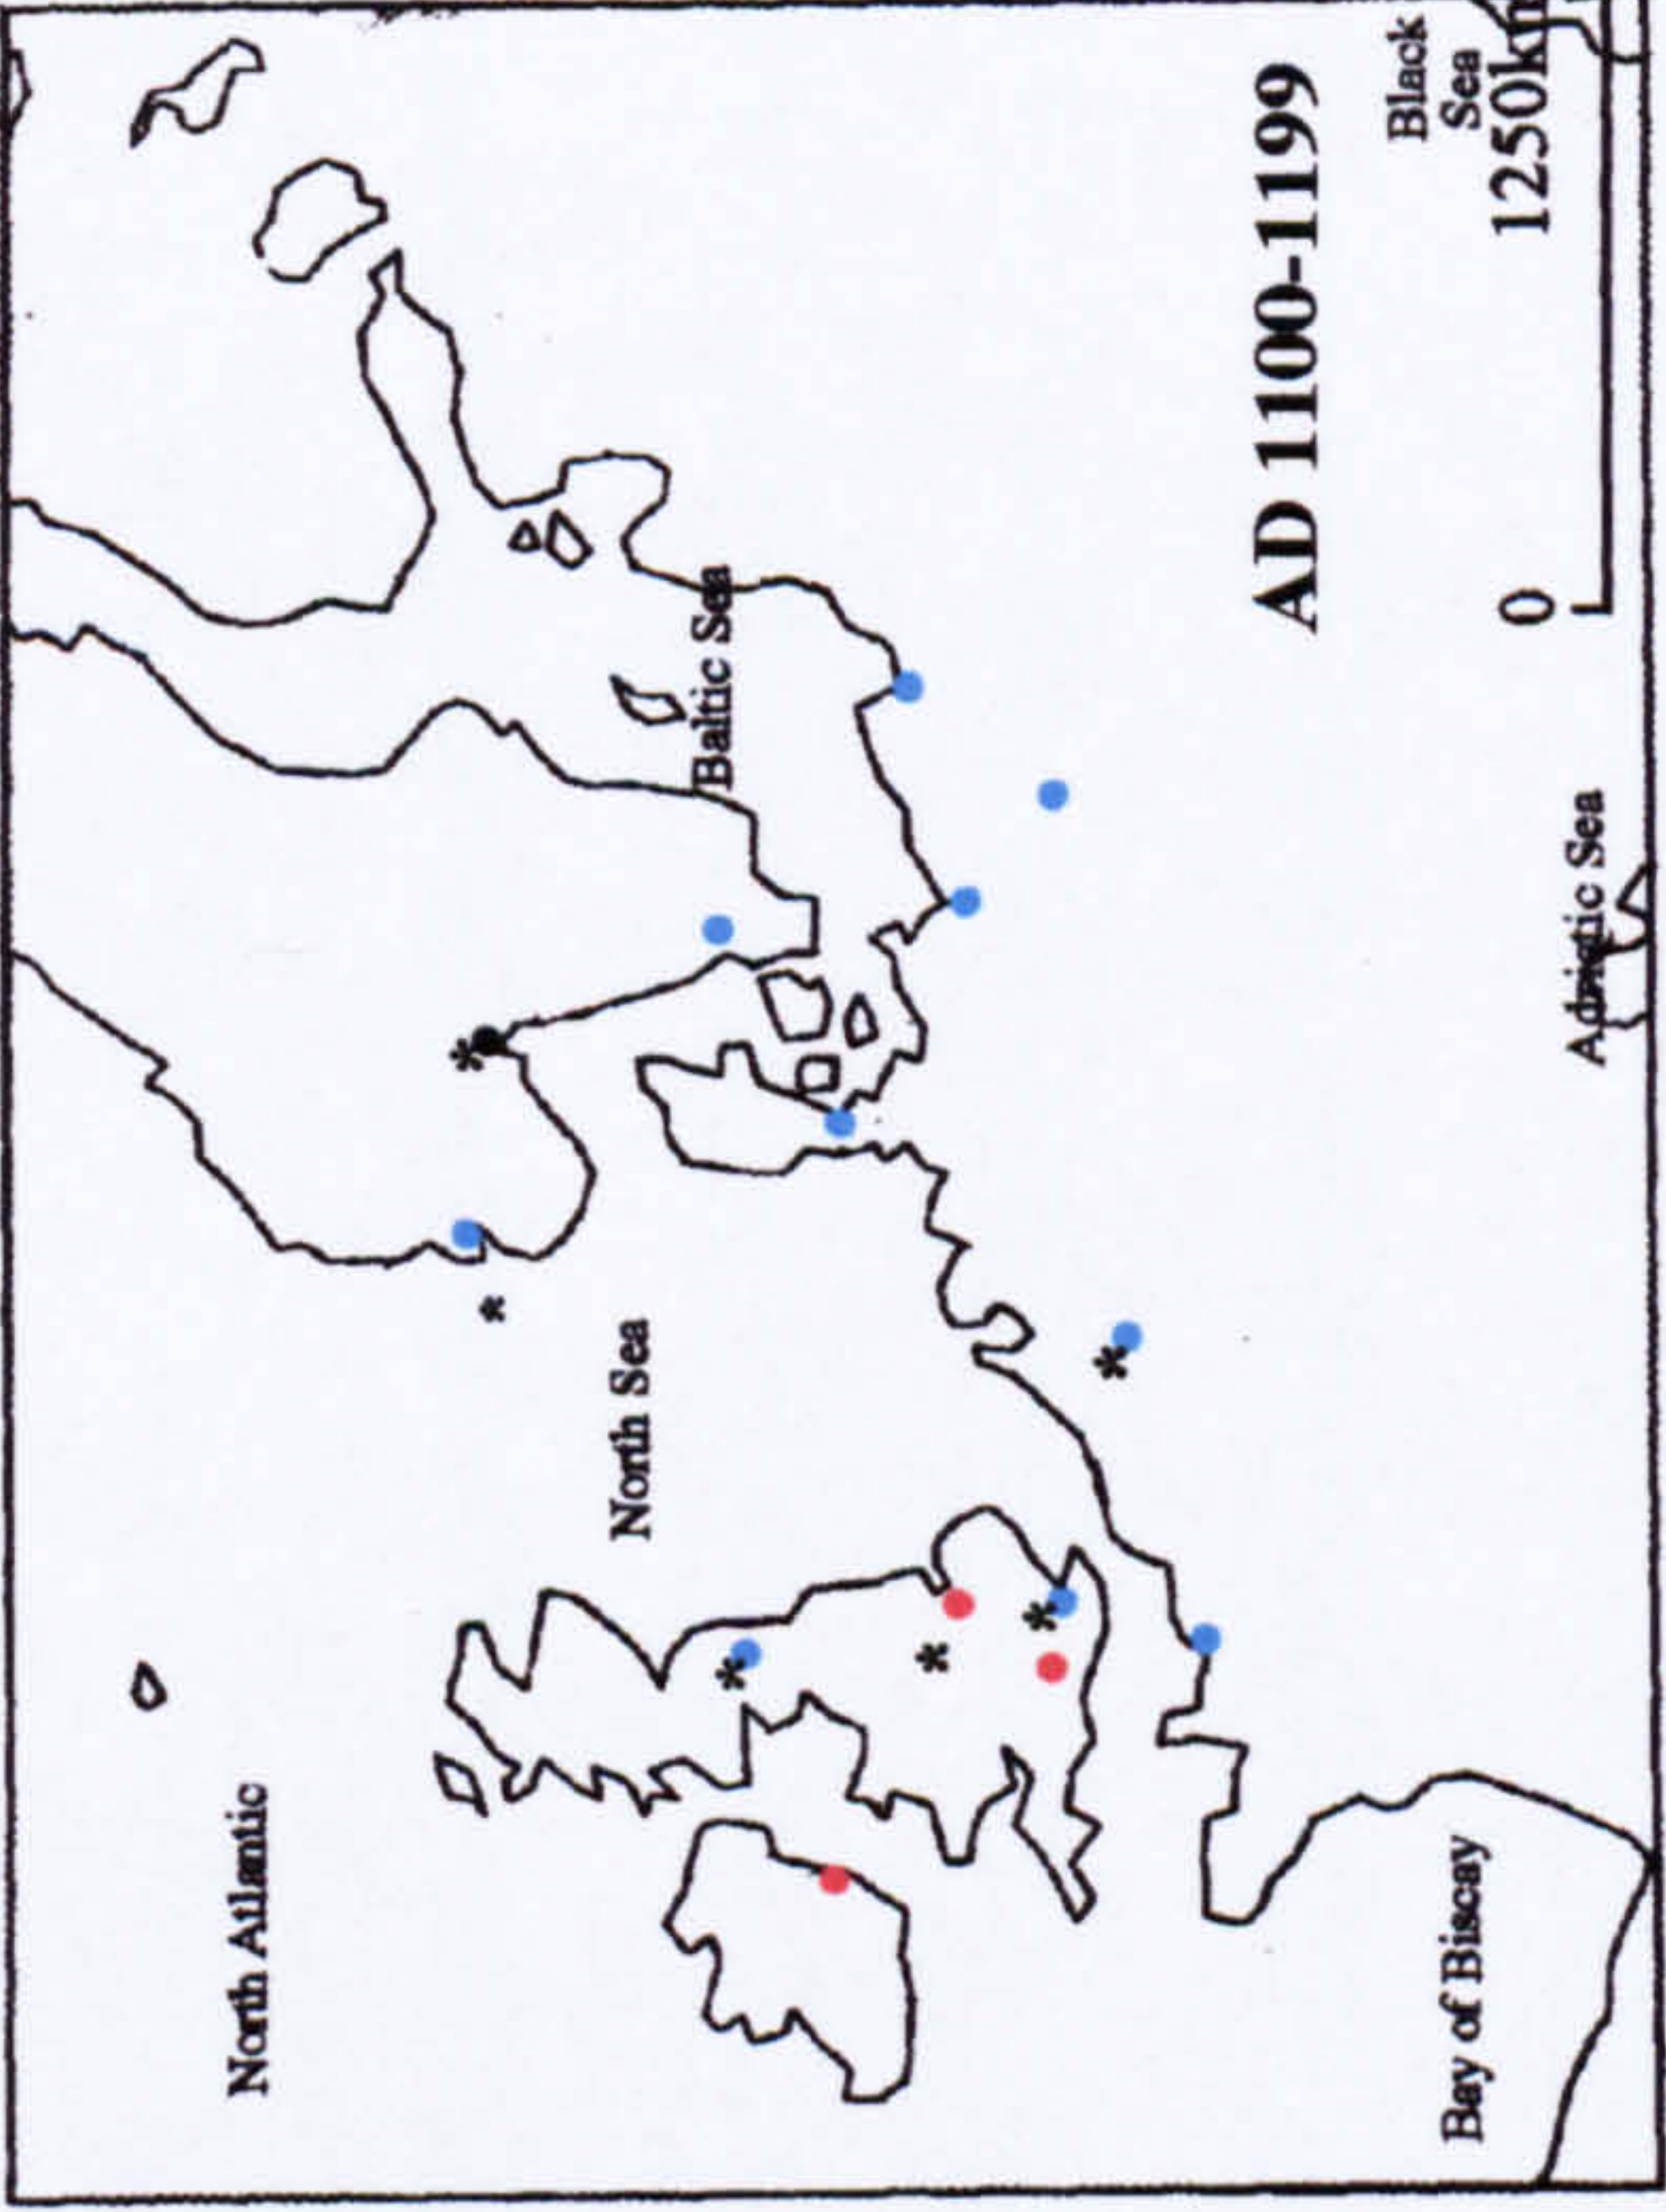 North Atlantic
North Sea
Baltic Sea
AD 1100-1199
Black
Sea
0
1250km
Adriatic Sea
Bay of Biscay